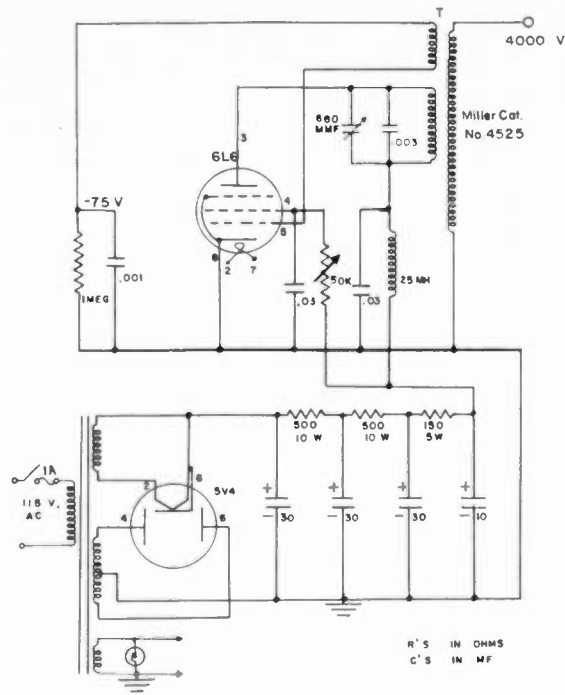 T
4000 V
660
MMF
.003
Miller Cat.
No.4525
3
6L6
-75 V
4
5
8
2
7
.001
1MEG
.03
50K
.03
25 MH
500
10 W
500
10 W
150
5W
1A
AC
2
8
5V4
4
6
+
- 30
+
- 30
+
- 30
+
- 10
R'S IN OHMS
C'S IN MF